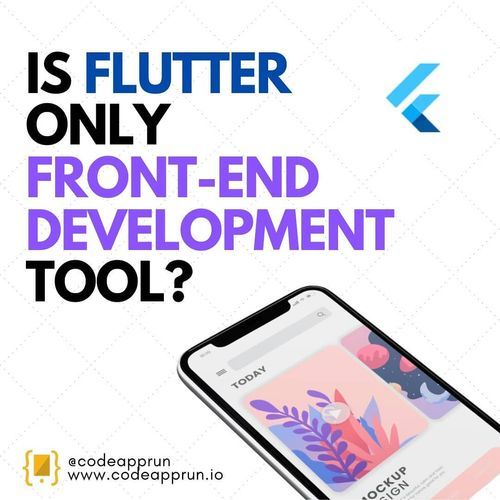 IS FLUTTER
ONLY
FRONT-END
DEVELOPMENT
TOOL?
TODAY
MOCKUP
DESIGN
@codeapprun
www.codeapprun.io